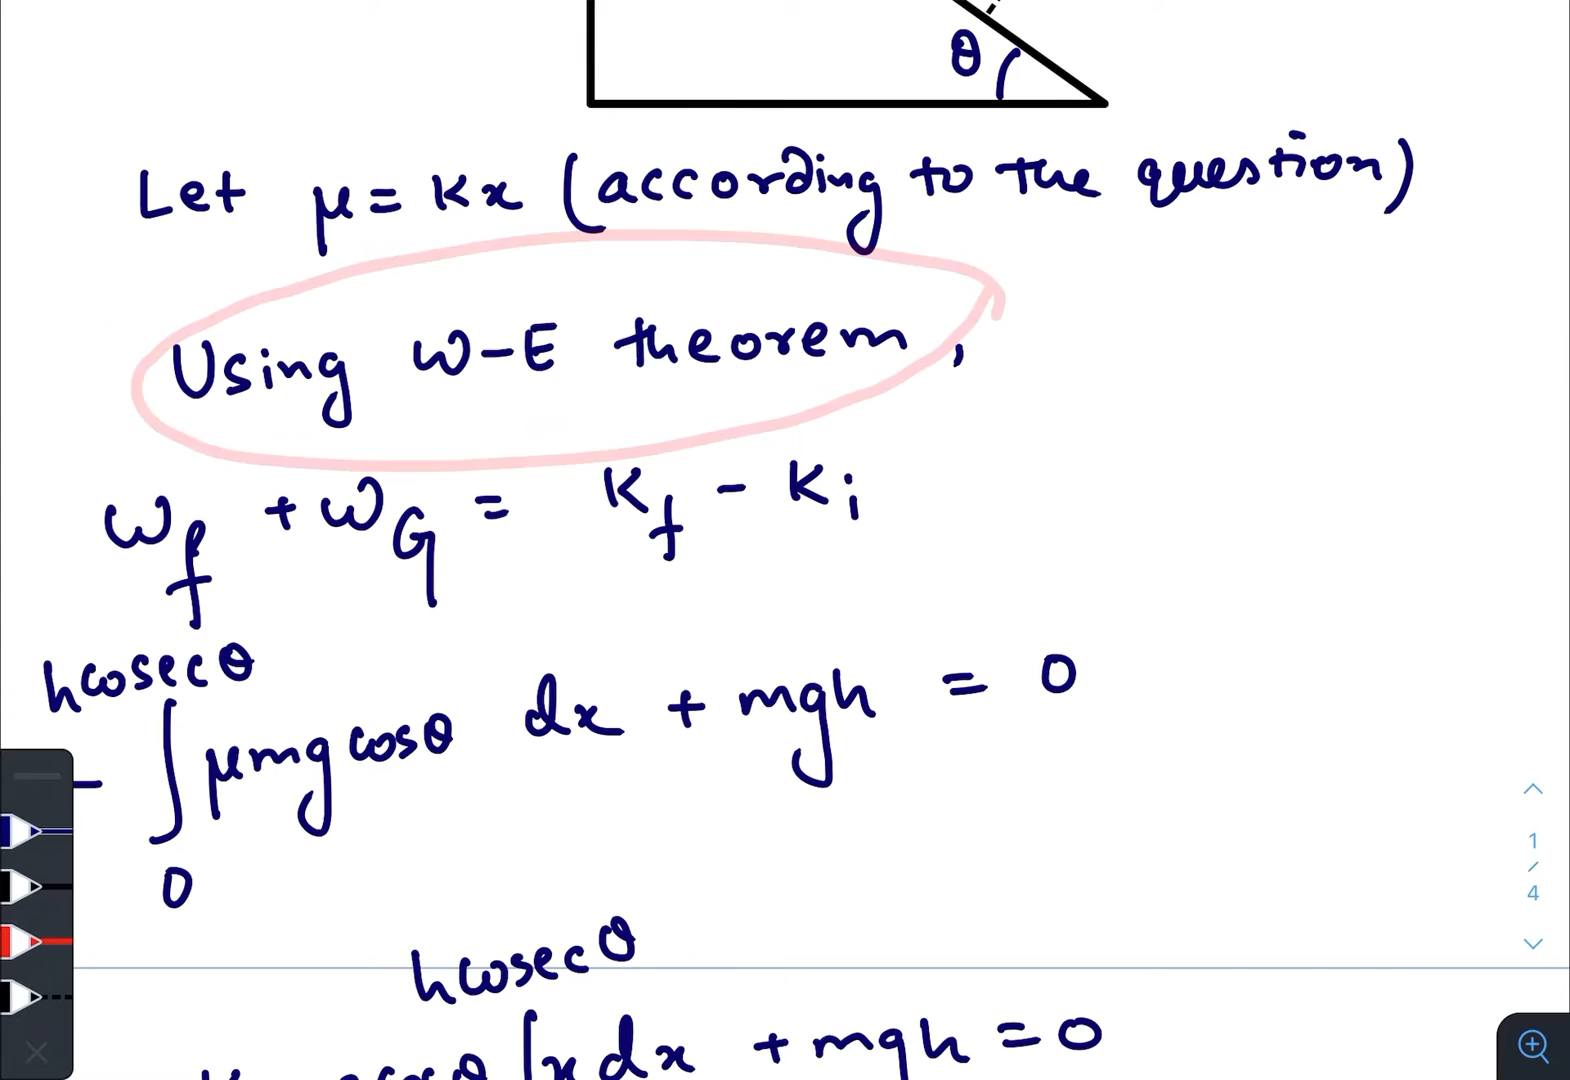 θ
Let μ = Kx (according to the question)
Using W-E theorem,
W_f + W_G = K_f - K_i
hcosecθ
- ∫ μmg cosθ dx + mgh = 0
0
hcosecθ
∫x dx + mgh = 0
1
/
4